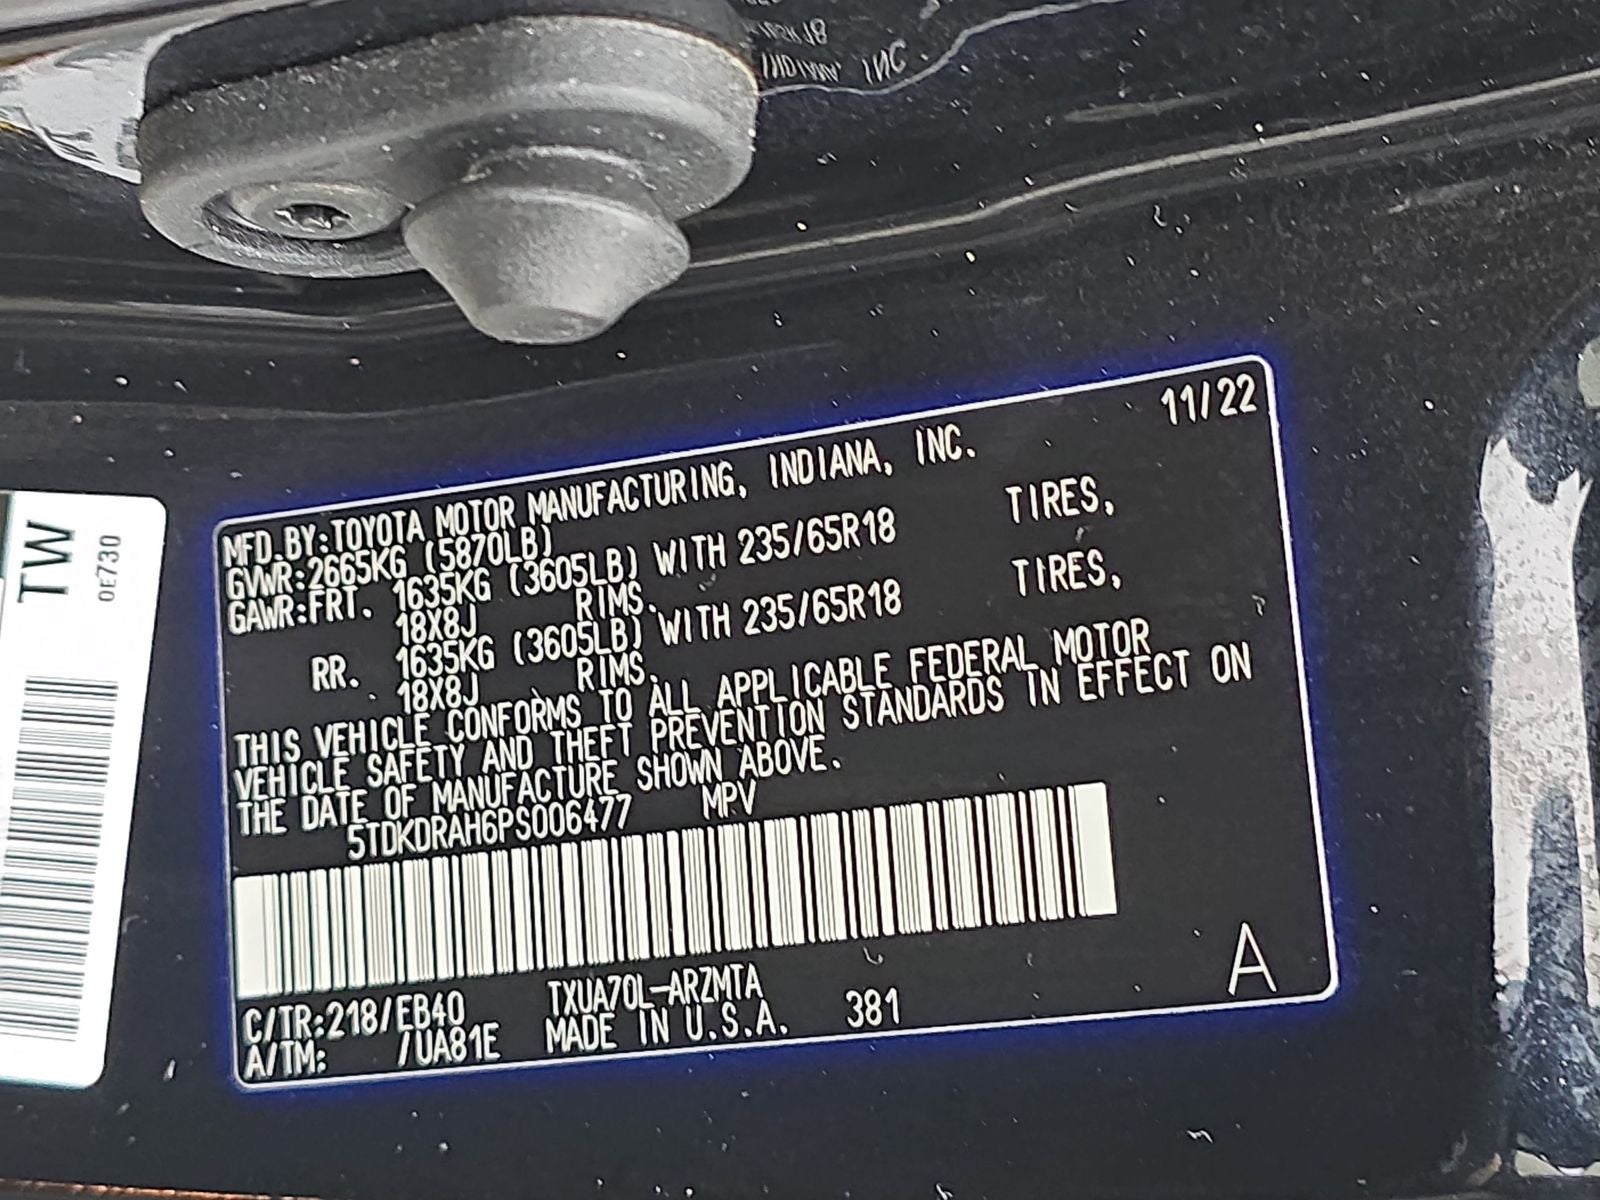 11/22
MFD.BY:TOYOTA MOTOR MANUFACTURING, INDIANA, INC.
GVWR:2665KG (5870LB)
GAWR:FRT. 1635KG (3605LB) WITH 235/65R18 TIRES,
18X8J RIMS.
RR. 1635KG (3605LB) WITH 235/65R18 TIRES,
18X8J RIMS.
THIS VEHICLE CONFORMS TO ALL APPLICABLE FEDERAL MOTOR
VEHICLE SAFETY AND THEFT PREVENTION STANDARDS IN EFFECT ON
THE DATE OF MANUFACTURE SHOWN ABOVE.
5TDKDRAH6PS006477 MPV
C/TR:218/EB40 TXUA70L-ARZMTA
A/TM: /UA81E MADE IN U.S.A. 381
A
TW
0E730
INC.